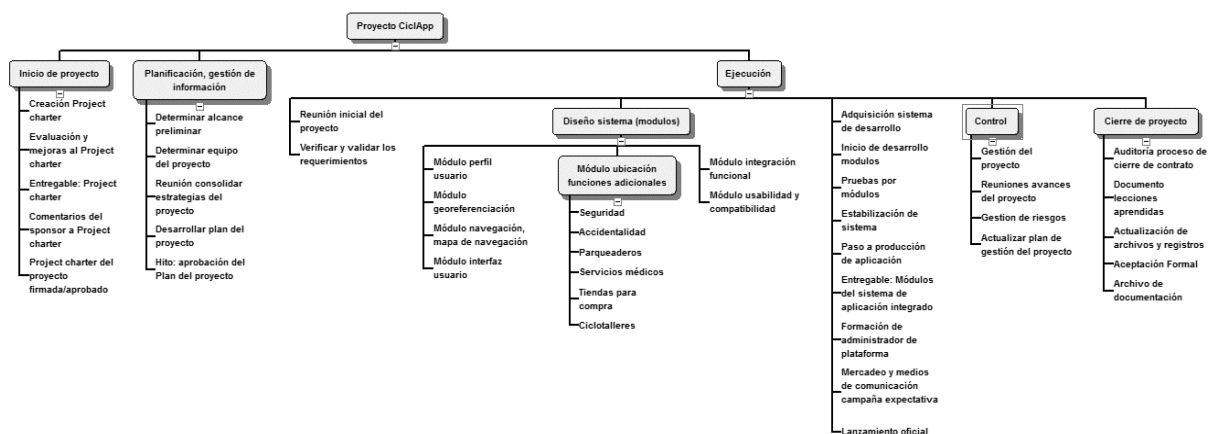 Proyecto CiclApp
Inicio de proyecto
Creación Project
charter
Evaluación y
mejoras al Project
charter
Entregable: Project
charter
Comentarios del
sponsor a Project
charter
Project charter del
proyecto
firmada/aprobado
Planificación, gestión de
información
Determinar alcance
preliminar
Determinar equipo
del proyecto
Reunión consolidar
estrategias del
proyecto
Desarrollar plan del
proyecto
Hito: aprobación del
Plan del proyecto
Ejecución
Reunión inicial del
proyecto
Verificar y validar los
requerimientos
Diseño sistema (modulos)
Módulo perfil
usuario
Módulo
georeferenciación
Módulo navegación,
mapa de navegación
Módulo interfaz
usuario
Módulo ubicación
funciones adicionales
Seguridad
Accidentalidad
Parqueaderos
Servicios médicos
Tiendas para
compra
Ciclotalleres
Módulo integración
funcional
Módulo usabilidad y
compatibilidad
Adquisición sistema
de desarrollo
Inicio de desarrollo
modulos
Pruebas por
módulos
Estabilización de
sistema
Paso a producción
de aplicación
Entregable: Módulos
del sistema de
aplicación integrado
Formación de
administrador de
plataforma
Mercadeo y medios
de comunicación
campaña expectativa
Lanzamiento oficial
Control
Gestión del
proyecto
Reuniones avances
del proyecto
Gestion de riesgos
Actualizar plan de
gestión del proyecto
Cierre de proyecto
Auditoría proceso de
cierre de contrato
Documento
lecciones
aprendidas
Actualización de
archivos y registros
Aceptación Formal
Archivo de
documentación